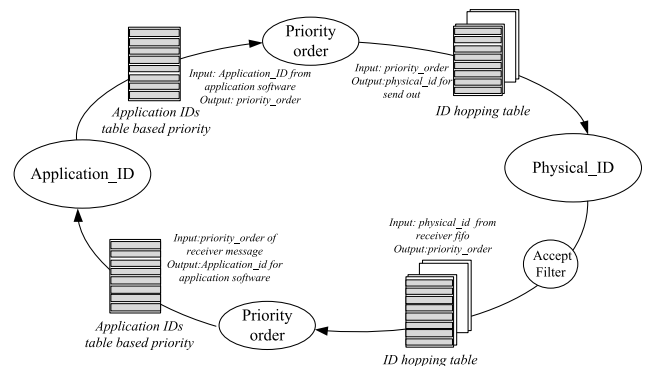 Priority
order
Input: Application_ID from
application software
Output: priority_order
Input: priority_order
Output:physical_id for
send out
Application IDs
table based priority
ID hopping table
Application_ID
Physical_ID
Input:priority_order of
receiver message
Output:Application_id for
application software
Input: physical_id from
receiver fifo
Output:priority_order
Accept
Filter
Priority
order
Application IDs
table based priority
ID hopping table